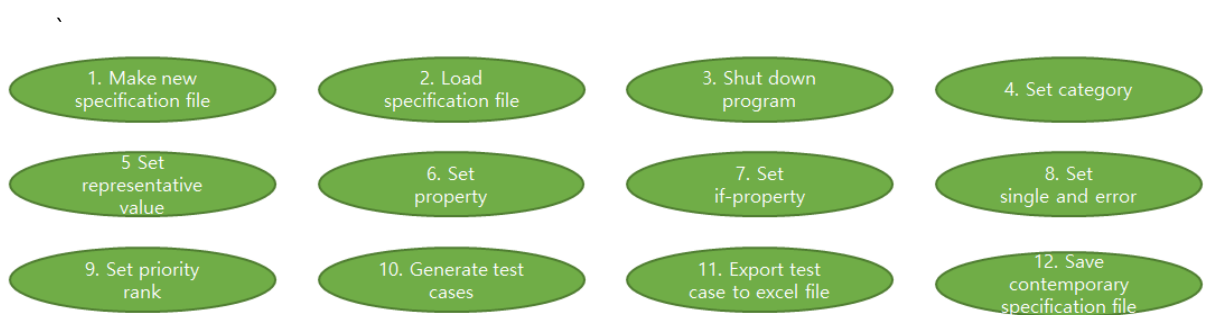 `
1. Make new
specification file
2. Load
specification file
3. Shut down
program
4. Set category
5 Set
representative
value
6. Set
property
7. Set
if-property
8. Set
single and error
9. Set priority
rank
10. Generate test
cases
11. Export test
case to excel file
12. Save
contemporary
specification file